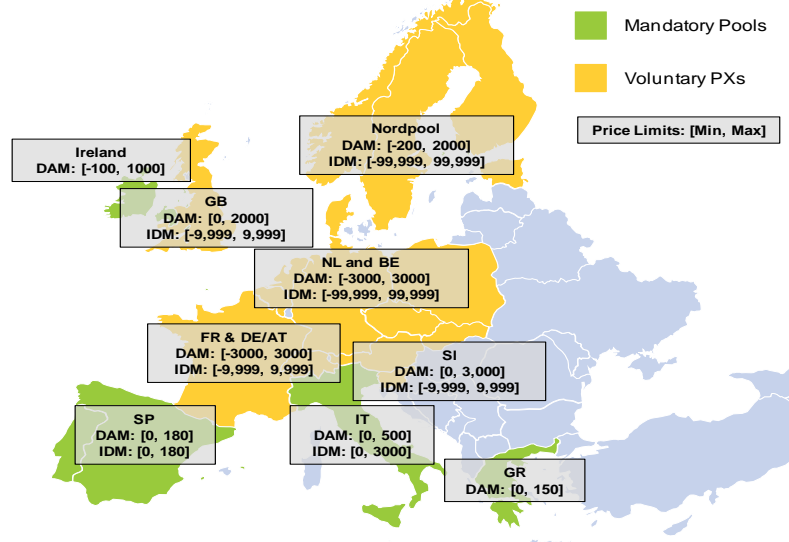 Mandatory Pools
Voluntary PXs
Price Limits: [Min, Max]
Nordpool
DAM: [-200, 2000]
IDM: [-99,999, 99,999]
Ireland
DAM: [-100, 1000]
GB
DAM: [0, 2000]
IDM: [-9,999, 9,999]
NL and BE
DAM: [-3000, 3000]
IDM: [-99,999, 99,999]
FR & DE/AT
DAM: [-3000, 3000]
IDM: [-9,999, 9,999]
SI
DAM: [0, 3,000]
IDM: [-9,999, 9,999]
SP
DAM: [0, 180]
IDM: [0, 180]
IT
DAM: [0, 500]
IDM: [0, 3000]
GR
DAM: [0, 150]